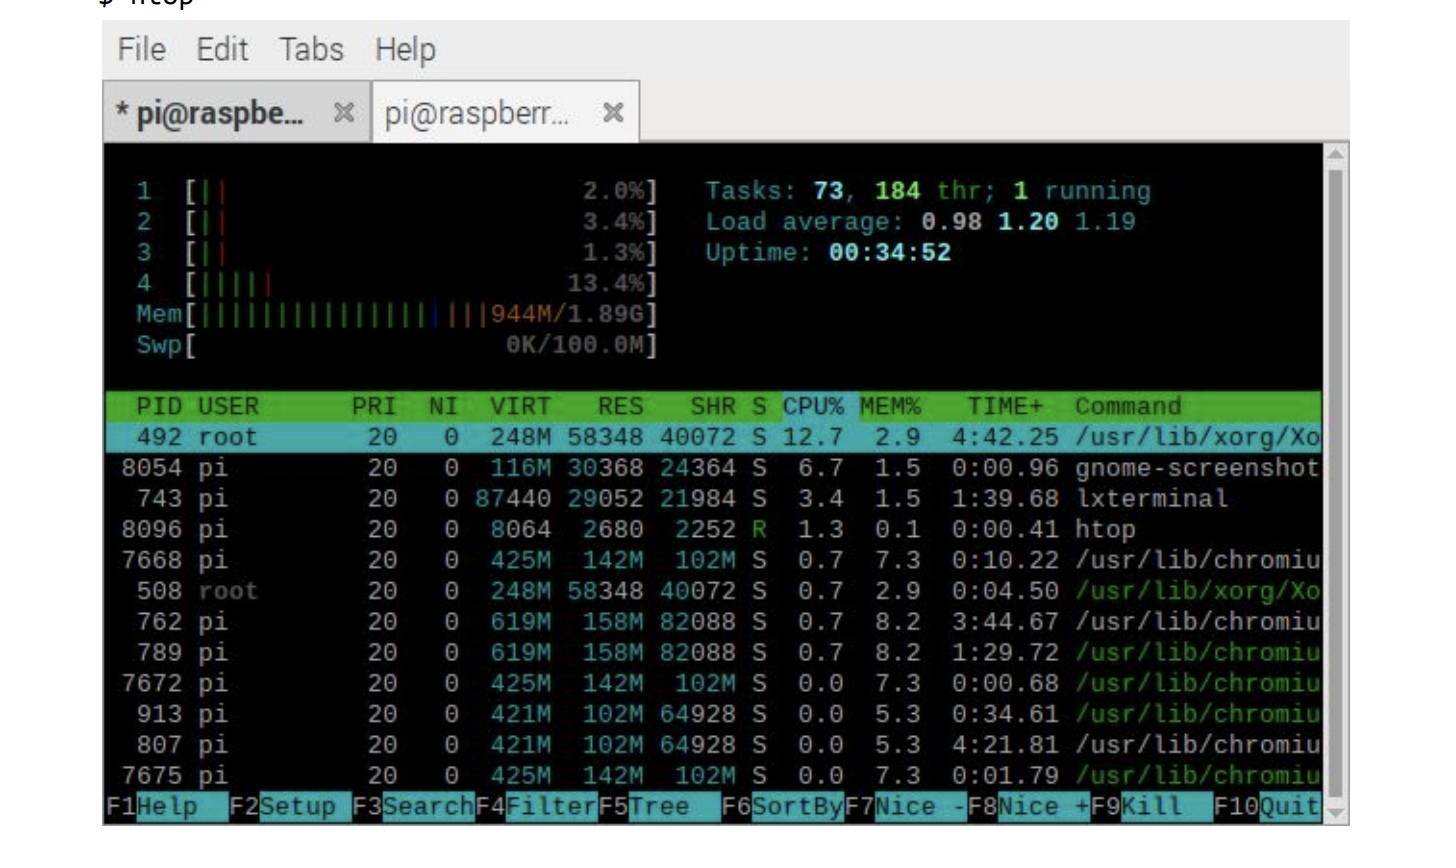 $ htop
File Edit Tabs Help
* pi@raspbe... pi@raspberr...
1 [|| 2.0%] Tasks: 73, 184 thr; 1 running
2 [|| 3.4%] Load average: 0.98 1.20 1.19
3 [|| 1.3%] Uptime: 00:34:52
4 [||||| 13.4%]
Mem[|||||||||||||||||||944M/1.89G]
Swp[ 0K/100.0M]
PID USER PRI NI VIRT RES SHR S CPU% MEM% TIME+ Command
492 root 20 0 248M 58348 40072 S 12.7 2.9 4:42.25 /usr/lib/xorg/Xo
8054 pi 20 0 116M 30368 24364 S 6.7 1.5 0:00.96 gnome-screenshot
743 pi 20 0 87440 29052 21984 S 3.4 1.5 1:39.68 lxterminal
8096 pi 20 0 8064 2680 2252 R 1.3 0.1 0:00.41 htop
7668 pi 20 0 425M 142M 102M S 0.7 7.3 0:10.22 /usr/lib/chromiu
508 root 20 0 248M 58348 40072 S 0.7 2.9 0:04.50 /usr/lib/xorg/Xo
762 pi 20 0 619M 158M 82088 S 0.7 8.2 3:44.67 /usr/lib/chromiu
789 pi 20 0 619M 158M 82088 S 0.7 8.2 1:29.72 /usr/lib/chromiu
7672 pi 20 0 425M 142M 102M S 0.0 7.3 0:00.68 /usr/lib/chromiu
913 pi 20 0 421M 102M 64928 S 0.0 5.3 0:34.61 /usr/lib/chromiu
807 pi 20 0 421M 102M 64928 S 0.0 5.3 4:21.81 /usr/lib/chromiu
7675 pi 20 0 425M 142M 102M S 0.0 7.3 0:01.79 /usr/lib/chromiu
F1Help F2Setup F3SearchF4FilterF5Tree F6SortByF7Nice -F8Nice +F9Kill F10Quit